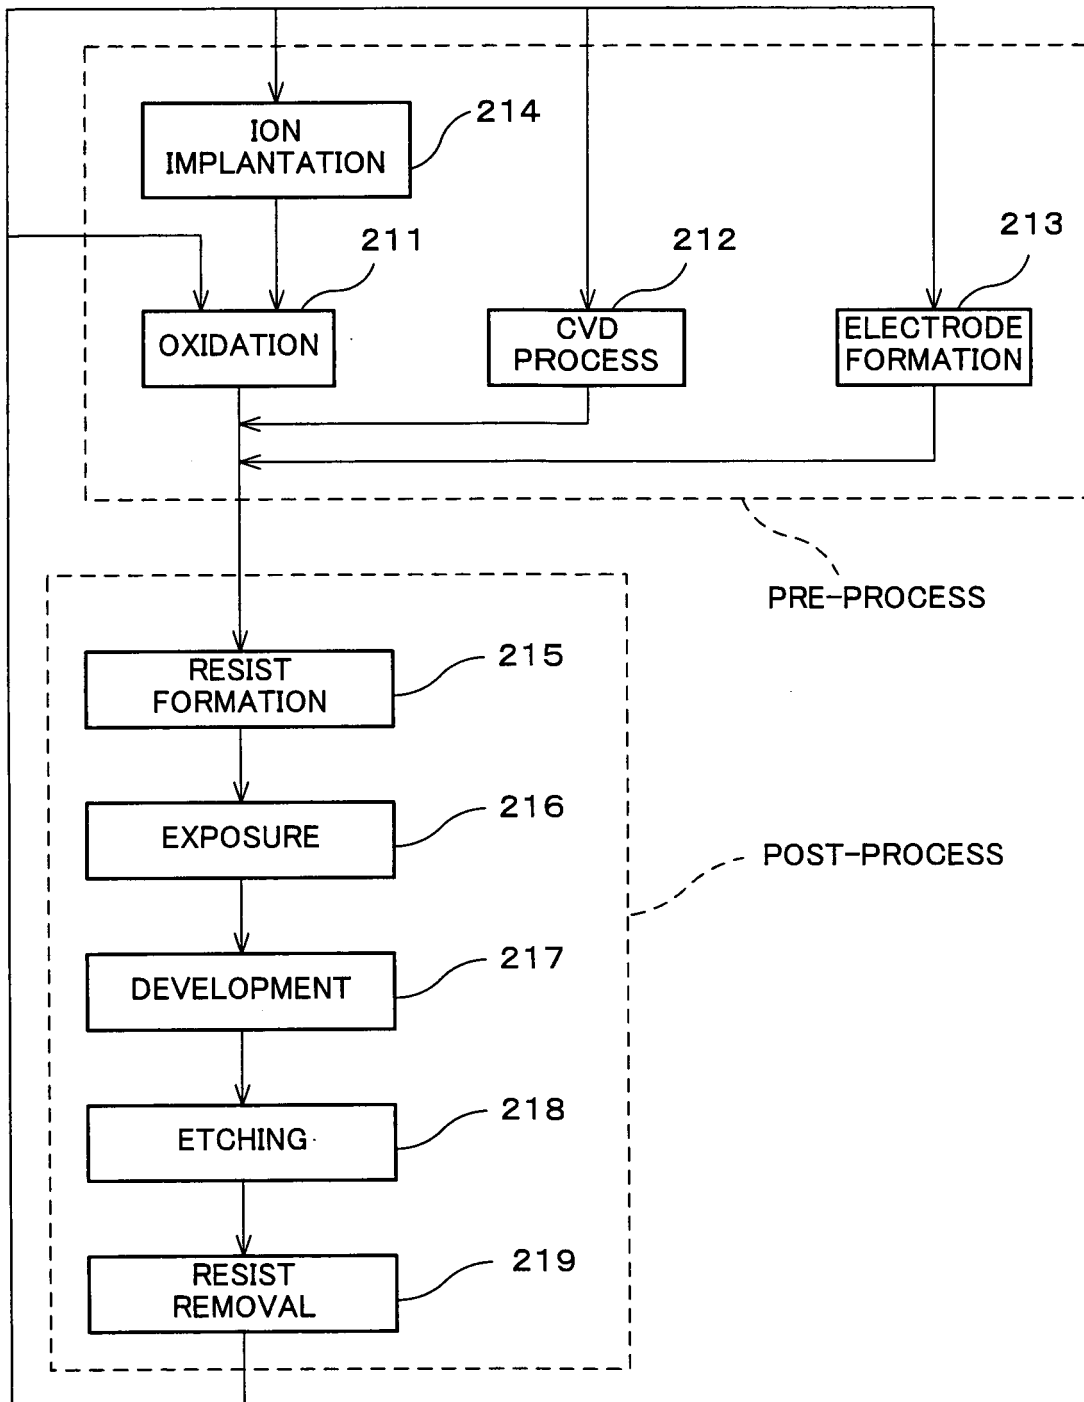 214
ION
IMPLANTATION
211
212
213
OXIDATION
CVD
PROCESS
ELECTRODE
FORMATION
PRE-PROCESS
215
RESIST
FORMATION
216
EXPOSURE
POST-PROCESS
217
DEVELOPMENT
218
ETCHING
219
RESIST
REMOVAL